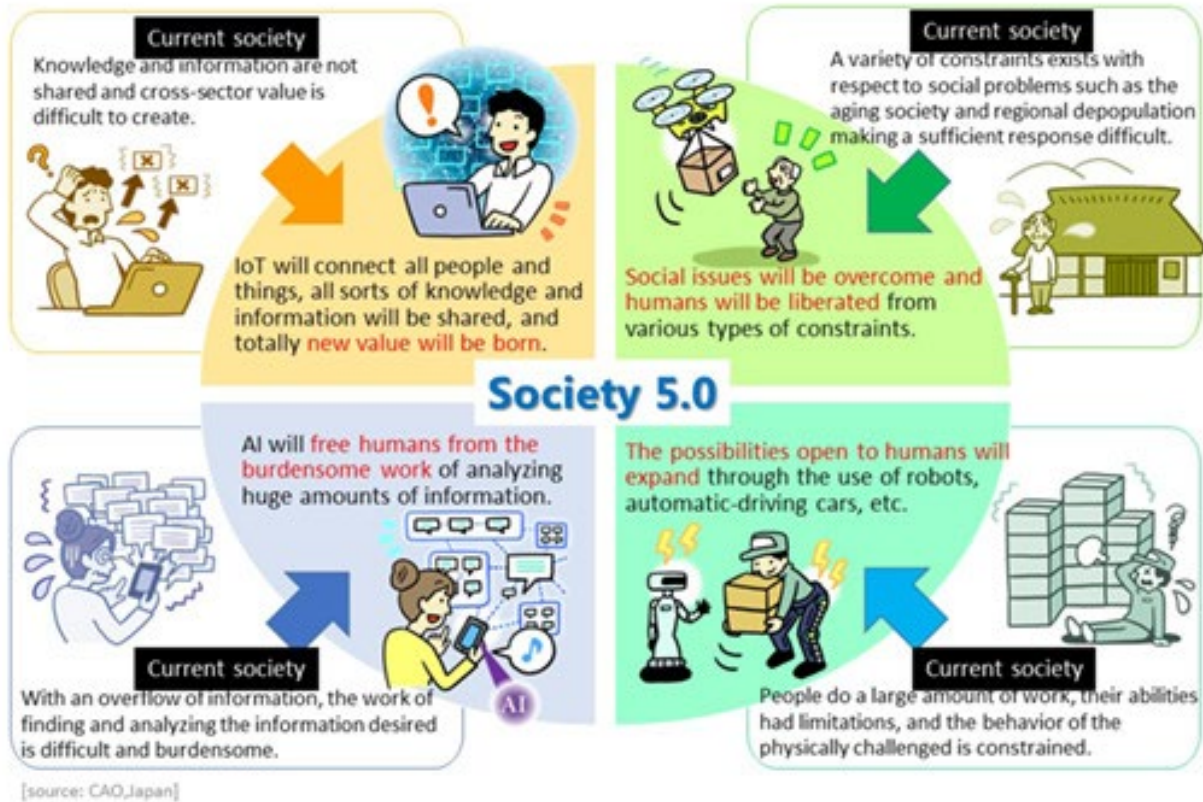 Current society
Knowledge and information are not
shared and cross-sector value is
difficult to create.
IoT will connect all people and
things, all sorts of knowledge and
information will be shared, and
totally new value will be born.
Current society
A variety of constraints exists with
respect to social problems such as the
aging society and regional depopulation
making a sufficient response difficult.
Social issues will be overcome and
humans will be liberated from
various types of constraints.
Society 5.0
AI will free humans from the
burdensome work of analyzing
huge amounts of information.
AI
Current society
With an overflow of information, the work of
finding and analyzing the information desired
is difficult and burdensome.
The possibilities open to humans will
expand through the use of robots,
automatic-driving cars, etc.
Current society
People do a large amount of work, their abilities
had limitations, and the behavior of the
physically challenged is constrained.
[source: CAO,Japan]